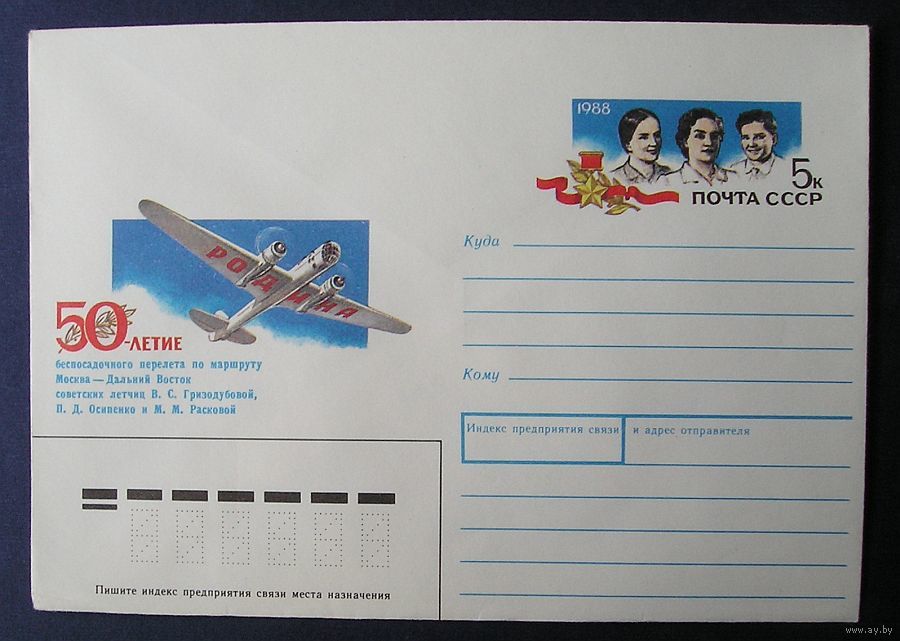 1988
5к
ПОЧТА СССР
РОДИНА
50-ЛЕТИЕ
беспосадочного перелета по маршруту
Москва — Дальний Восток
советских летчиц В. С. Гризодубовой,
П. Д. Осипенко и М. М. Расковой
Куда
Кому
Индекс предприятия связи и адрес отправителя
Пишите индекс предприятия связи места назначения
www.ay.by